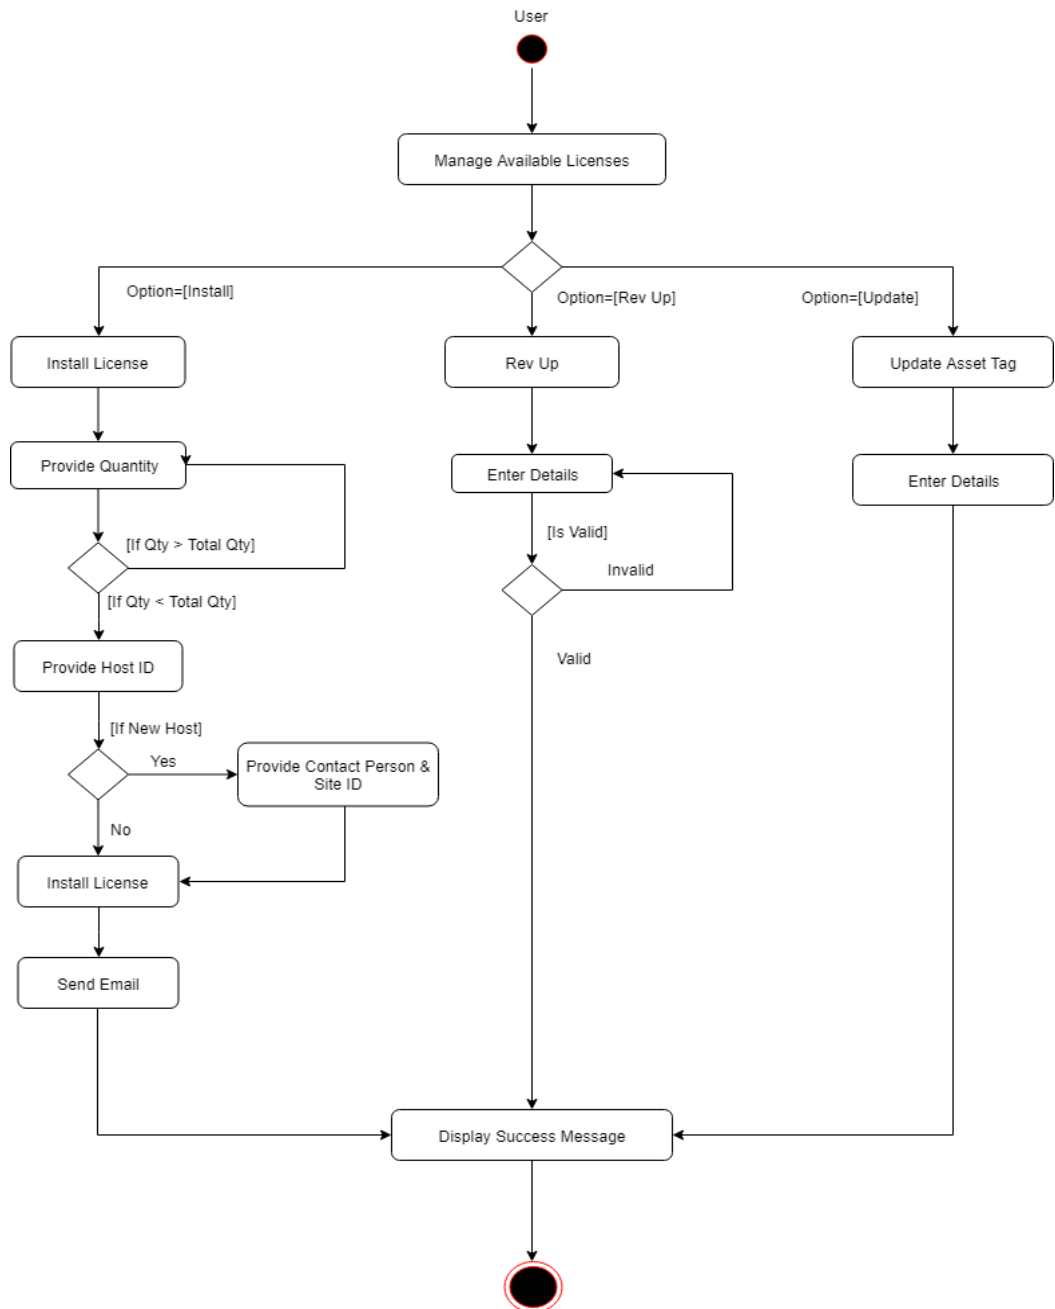 User
Manage Available Licenses
Option=[Install]
Option=[Rev Up]
Option=[Update]
Install License
Rev Up
Update Asset Tag
Provide Quantity
Enter Details
Enter Details
[Is Valid]
[If Qty > Total Qty]
Invalid
[If Qty < Total Qty]
Provide Host ID
Valid
[If New Host]
Yes
Provide Contact Person &
Site ID
No
Install License
Send Email
Display Success Message